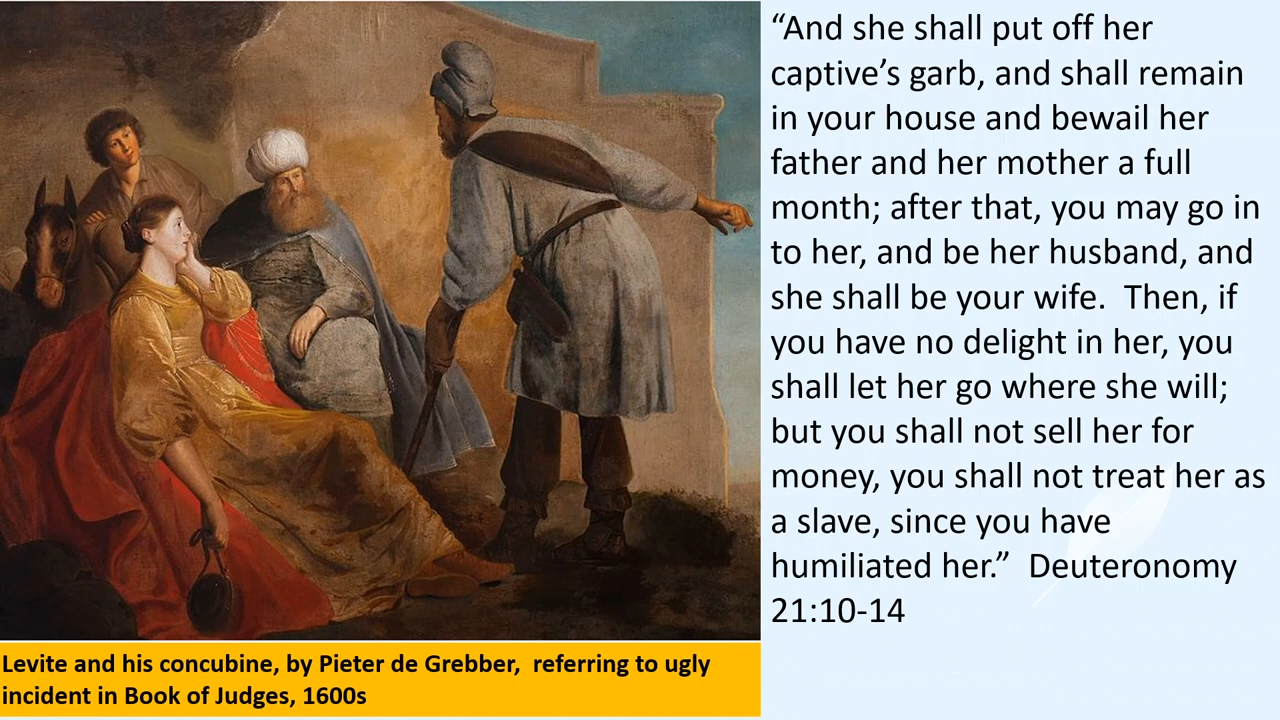 “And she shall put off her
captive’s garb, and shall remain
in your house and bewail her
father and her mother a full
month; after that, you may go in
to her, and be her husband, and
she shall be your wife.  Then, if
you have no delight in her, you
shall let her go where she will;
but you shall not sell her for
money, you shall not treat her as
a slave, since you have
humiliated her.”  Deuteronomy
21:10-14
Levite and his concubine, by Pieter de Grebber,  referring to ugly
incident in Book of Judges, 1600s